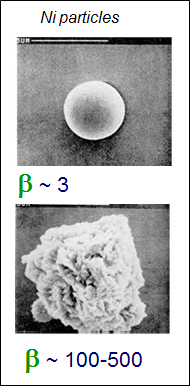 Ni particles
β ~ 3
β ~ 100-500